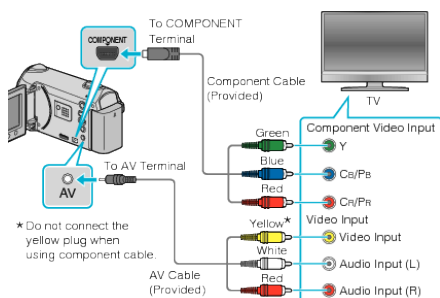 COMPONENT
To COMPONENT
Terminal
Component Cable
(Provided)
TV
Green
Component Video Input
Y
Blue
CB/PB
Red
CR/PR
To AV Terminal
AV
Video Input
Yellow*
Video Input
White
Audio Input (L)
Red
Audio Input (R)
AV Cable
(Provided)
*Do not connect the
yellow plug when
using component cable.